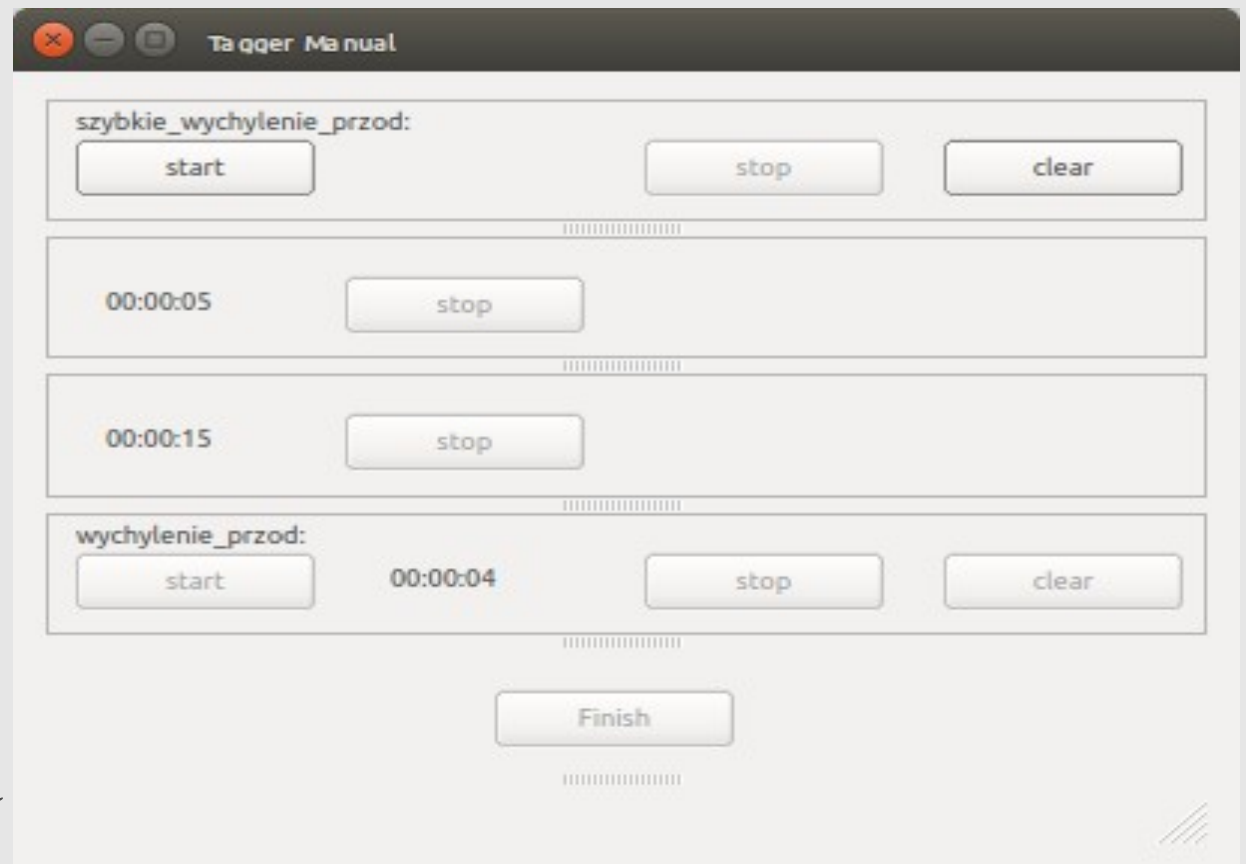 Tagger Manual
szybkie_wychylenie_przod:
start stop clear
00:00:05 stop
00:00:15 stop
wychylenie_przod:
start 00:00:04 stop clear
Finish